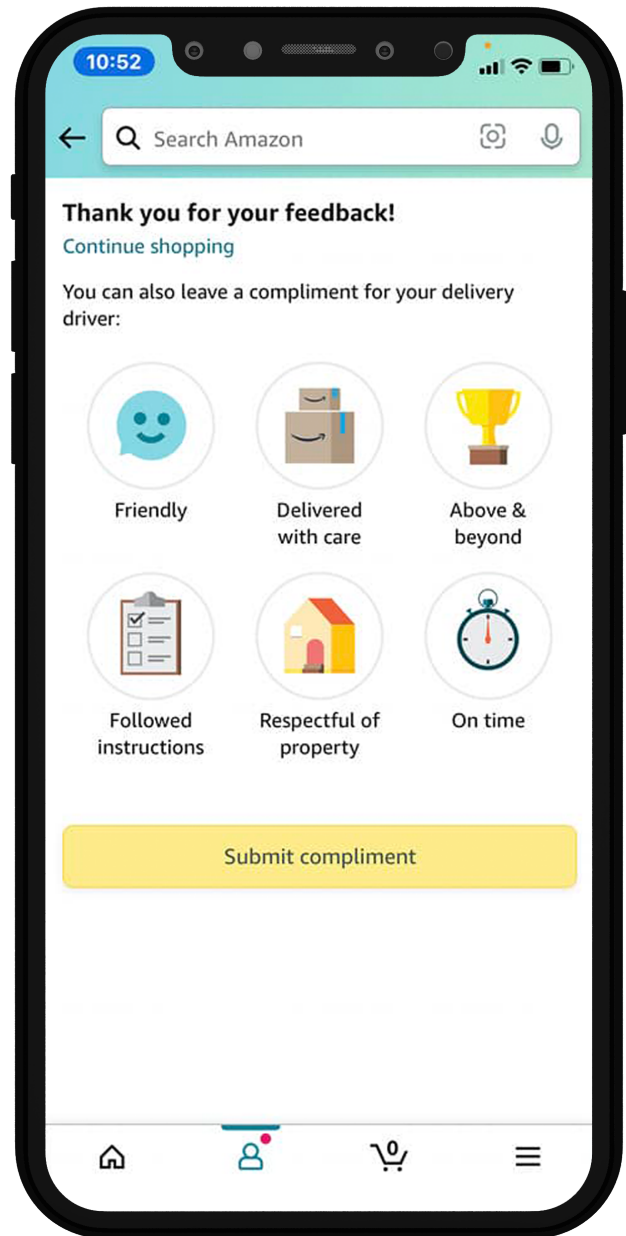 10:52
Search Amazon
Thank you for your feedback!
Continue shopping
You can also leave a compliment for your delivery
driver:
Friendly
Delivered
with care
Above &
beyond
Followed
instructions
Respectful of
property
On time
Submit compliment
0